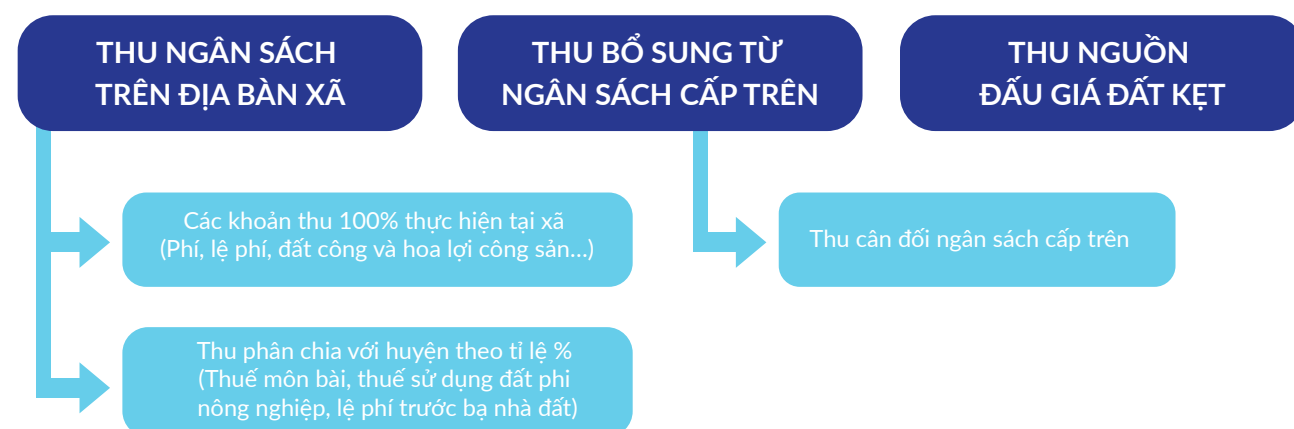 THU NGÂN SÁCH
TRÊN ĐỊA BÀN XÃ
THU BỔ SUNG TỪ
NGÂN SÁCH CẤP TRÊN
THU NGUỒN
ĐẤU GIÁ ĐẤT KẸT
Các khoản thu 100% thực hiện tại xã
(Phí, lệ phí, đất công và hoa lợi công sản...)
Thu cân đối ngân sách cấp trên
Thu phân chia với huyện theo tỉ lệ %
(Thuế môn bài, thuế sử dụng đất phi
nông nghiệp, lệ phí trước bạ nhà đất)